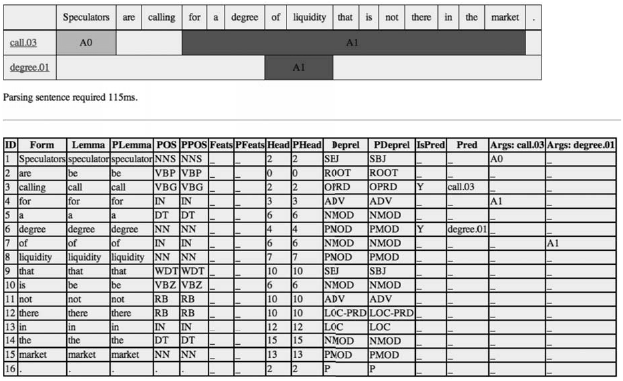 Speculators are calling for a degree of liquidity that is not there in the market .
call.03 A0 A1
degree.01 A1
Parsing sentence required 115ms.
ID Form Lemma PLemma POS PPOS Feats PFeats Head PHead Deprel PDeprel IsPred Pred Args: call.03 Args: degree.01
1 Speculators speculator speculator NNS NNS _ _ 2 2 SBJ SBJ _ _ A0 _
2 are be be VBP VBP _ _ 0 0 ROOT ROOT _ _ _ _
3 calling call call VBG VBG _ _ 2 2 OPRD OPRD Y call.03 _ _
4 for for for IN IN _ _ 3 3 ADV ADV _ _ A1 _
5 a a a DT DT _ _ 6 6 NMOD NMOD _ _ _ _
6 degree degree degree NN NN _ _ 4 4 PMOD PMOD Y degree.01 _ _
7 of of of IN IN _ _ 6 6 NMOD NMOD _ _ _ A1
8 liquidity liquidity liquidity NN NN _ _ 7 7 PMOD PMOD _ _ _ _
9 that that that WDT WDT _ _ 10 10 SBJ SBJ _ _ _ _
10 is be be VBZ VBZ _ _ 6 6 NMOD NMOD _ _ _ _
11 not not not RB RB _ _ 10 10 ADV ADV _ _ _ _
12 there there there RB RB _ _ 10 10 LOC-PRD LOC-PRD _ _ _ _
13 in in in IN IN _ _ 12 12 LOC LOC _ _ _ _
14 the the the DT DT _ _ 15 15 NMOD NMOD _ _ _ _
15 market market market NN NN _ _ 13 13 PMOD PMOD _ _ _ _
16 . . . . . _ _ 2 2 P P _ _ _ _